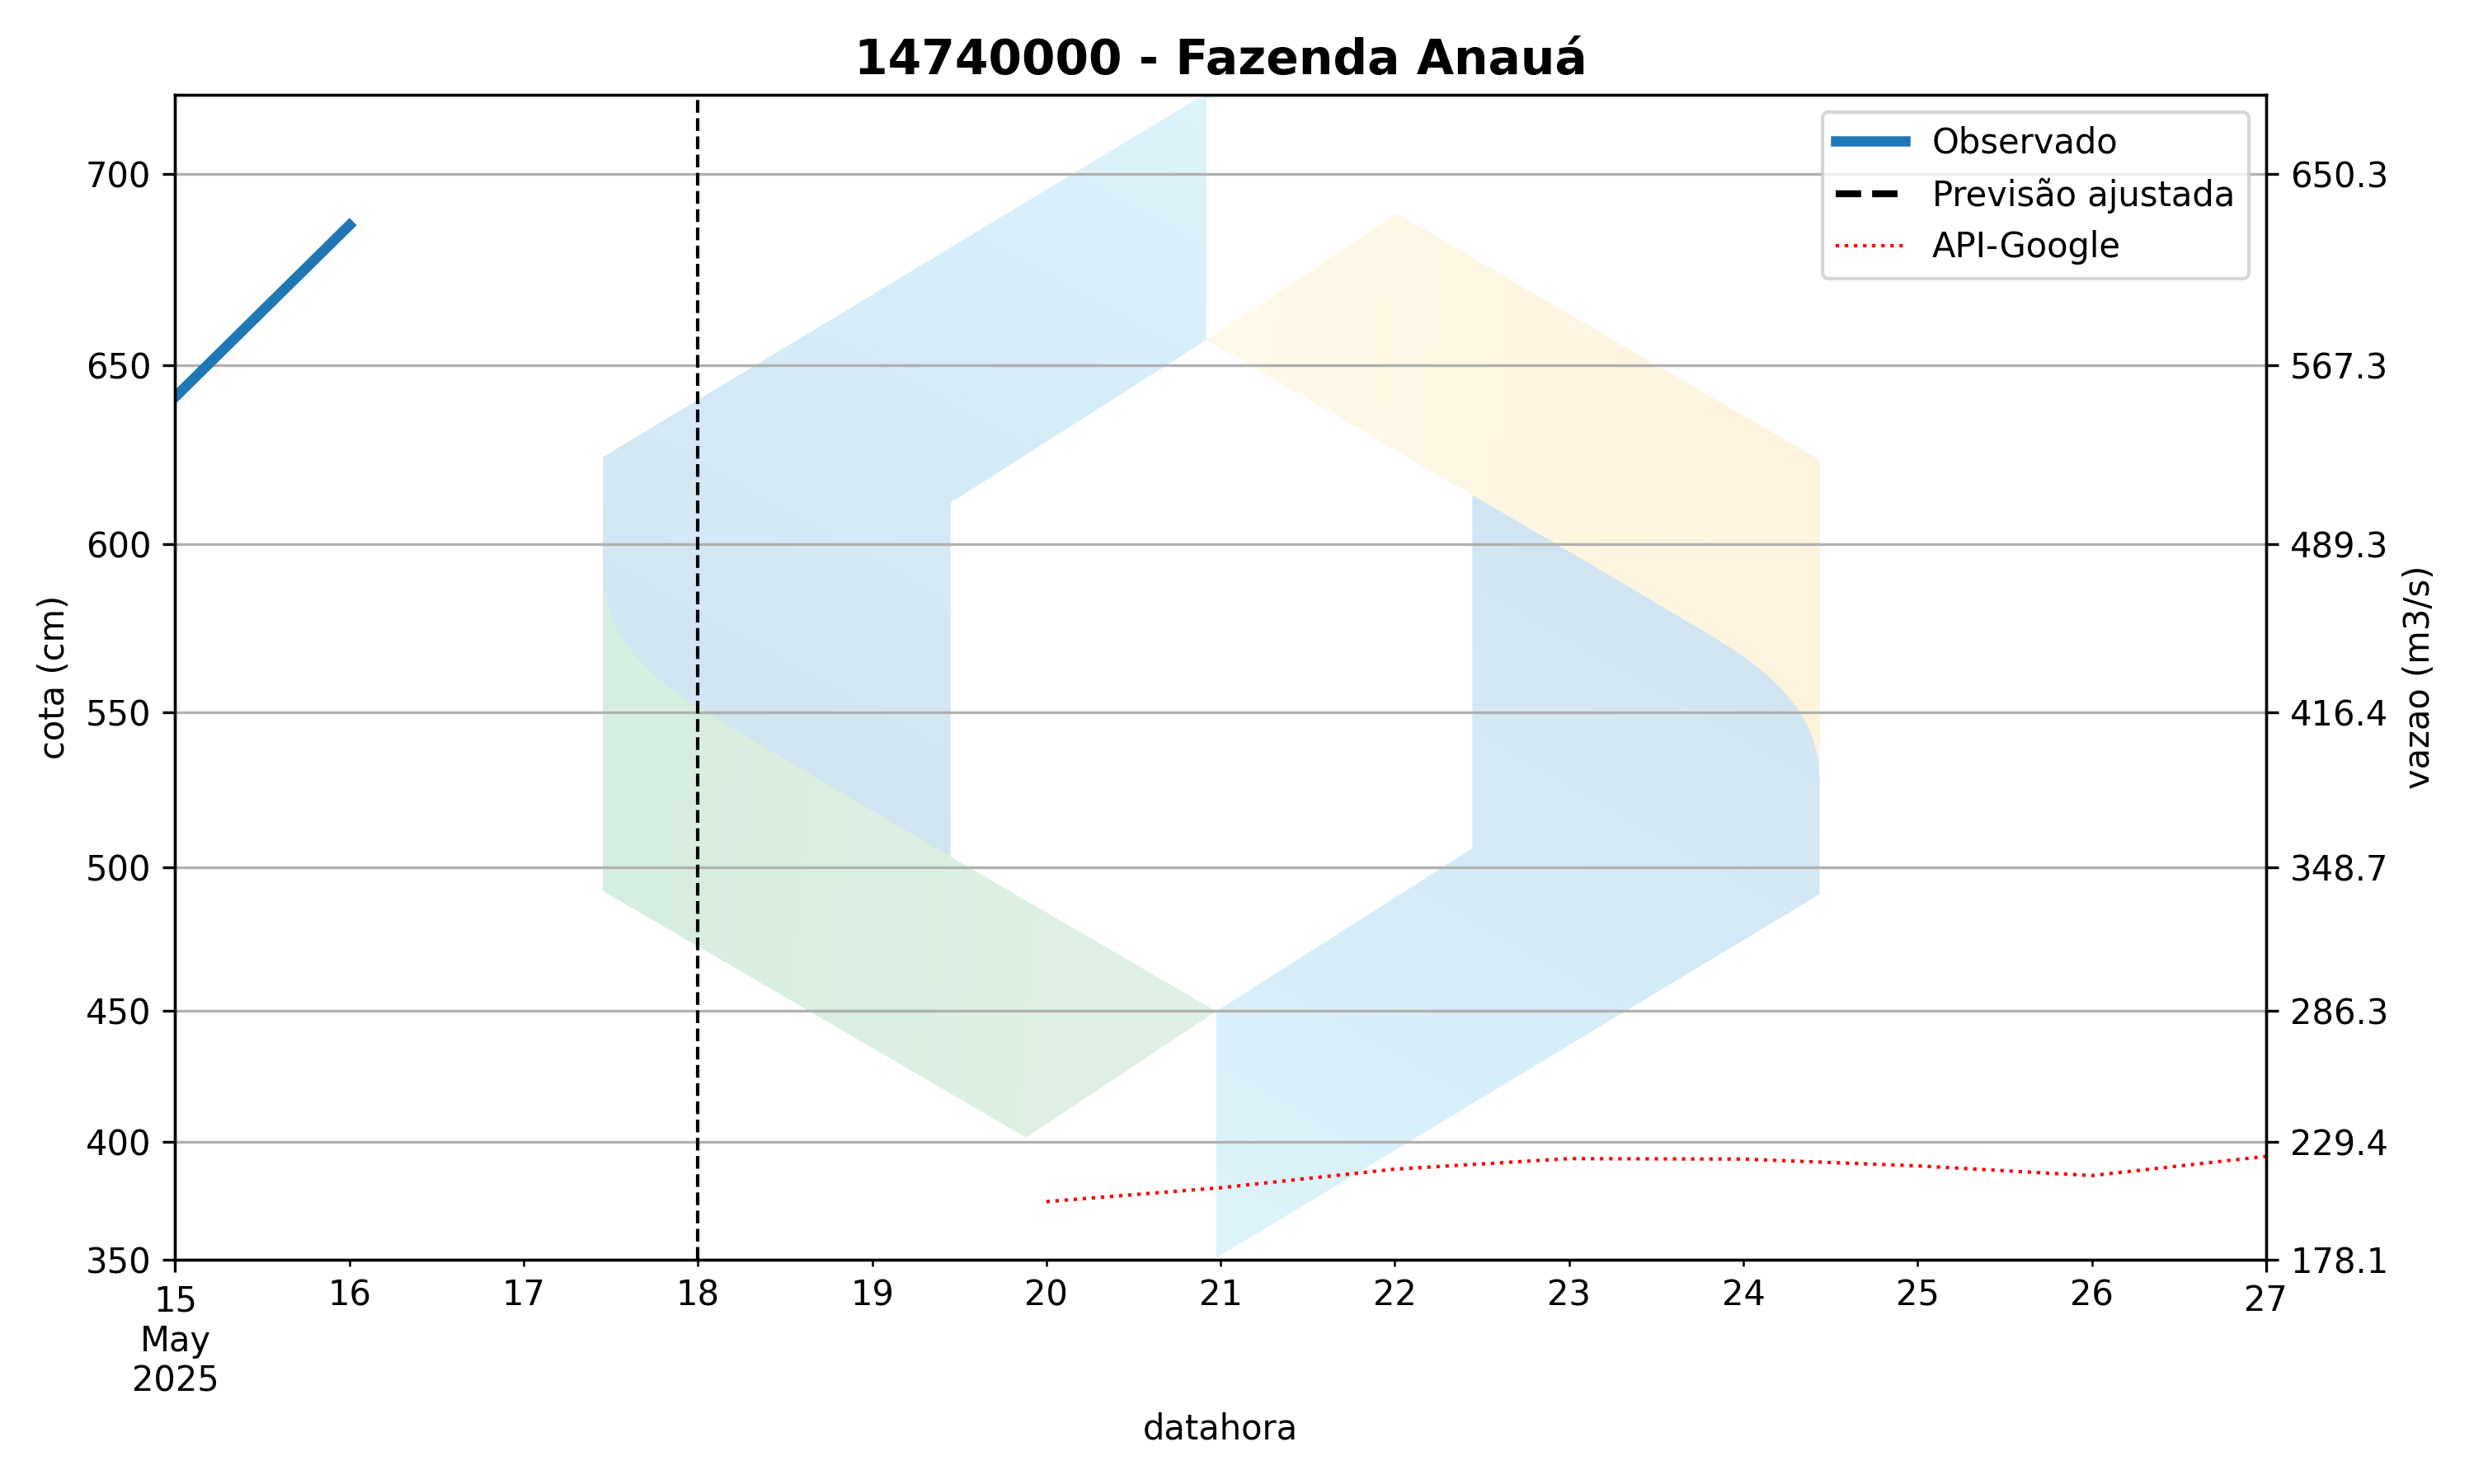 14740000 - Fazenda Anauá
Observado
Previsão ajustada
API-Google
cota (cm)
700
650
600
550
500
450
400
350
vazao (m3/s)
650.3
567.3
489.3
416.4
348.7
286.3
229.4
178.1
15 16 17 18 19 20 21 22 23 24 25 26 27
May
2025
datahora